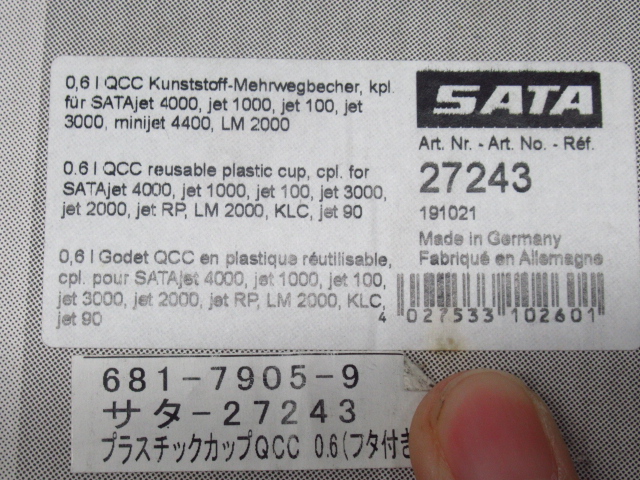 0,6 l QCC Kunststoff-Mehrwegbecher, kpl.
für SATAjet 4000, jet 1000, jet 100, jet
3000, minijet 4400, LM 2000
0.6 l QCC reusable plastic cup, cpl. for
SATAjet 4000, jet 1000, jet 100, jet 3000,
jet 2000, jet RP, LM 2000, KLC, jet 90
0,6 l Godet QCC en plastique réutilisable,
cpl. pour SATAjet 4000, jet 1000, jet 100,
jet 3000, jet 2000, jet RP, LM 2000, KLC,
jet 90
SATA
Art. Nr. - Art. No. - Réf.
27243
191021
Made in Germany
Fabriqué en Allemagne
4 027533 102601
681-7905-9
サタ-27243
プラスチックカップQCC 0.6(フタ付き